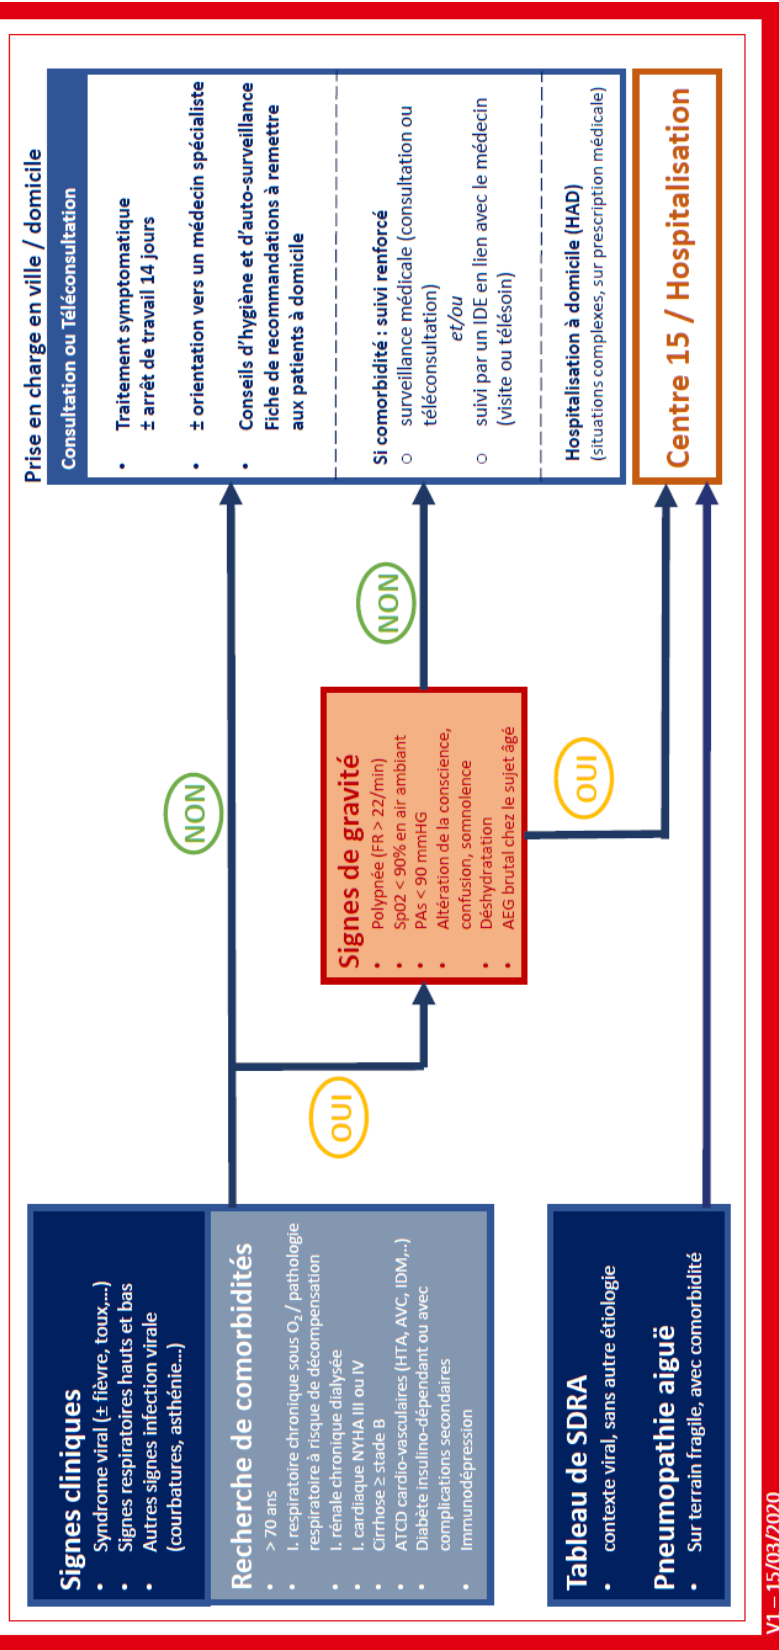 Signes cliniques
• Syndrome viral (± fièvre, toux,...)
• Signes respiratoires hauts et bas
• Autres signes infection virale
(courbatures, asthénie...)
Recherche de comorbidités
• > 70 ans
• I. respiratoire chronique sous O₂ / pathologie
respiratoire à risque de décompensation
• I. rénale chronique dialysée
• I. cardiaque NYHA III ou IV
• Cirrhose ≥ stade B
• ATCD cardio-vasculaires (HTA, AVC, IDM,..)
• Diabète insulino-dépendant ou avec
complications secondaires
• Immunodépression
Tableau de SDRA
• contexte viral, sans autre étiologie
Pneumopathie aiguë
• Sur terrain fragile, avec comorbidité
NON
OUI
Signes de gravité
• Polypnée (FR > 22/min)
• Sp02 < 90% en air ambiant
• PAs < 90 mmHG
• Altération de la conscience,
confusion, somnolence
• Déshydratation
• AEG brutal chez le sujet âgé
NON
OUI
Prise en charge en ville / domicile
Consultation ou Téléconsultation
• Traitement symptomatique
± arrêt de travail 14 jours
• ± orientation vers un médecin spécialiste
• Conseils d'hygiène et d'auto-surveillance
Fiche de recommandations à remettre
aux patients à domicile
Si comorbidité : suivi renforcé
○ surveillance médicale (consultation ou
téléconsultation)
et/ou
○ suivi par un IDE en lien avec le médecin
(visite ou télésoin)
Hospitalisation à domicile (HAD)
(situations complexes, sur prescription médicale)
Centre 15 / Hospitalisation
V1 – 15/03/2020